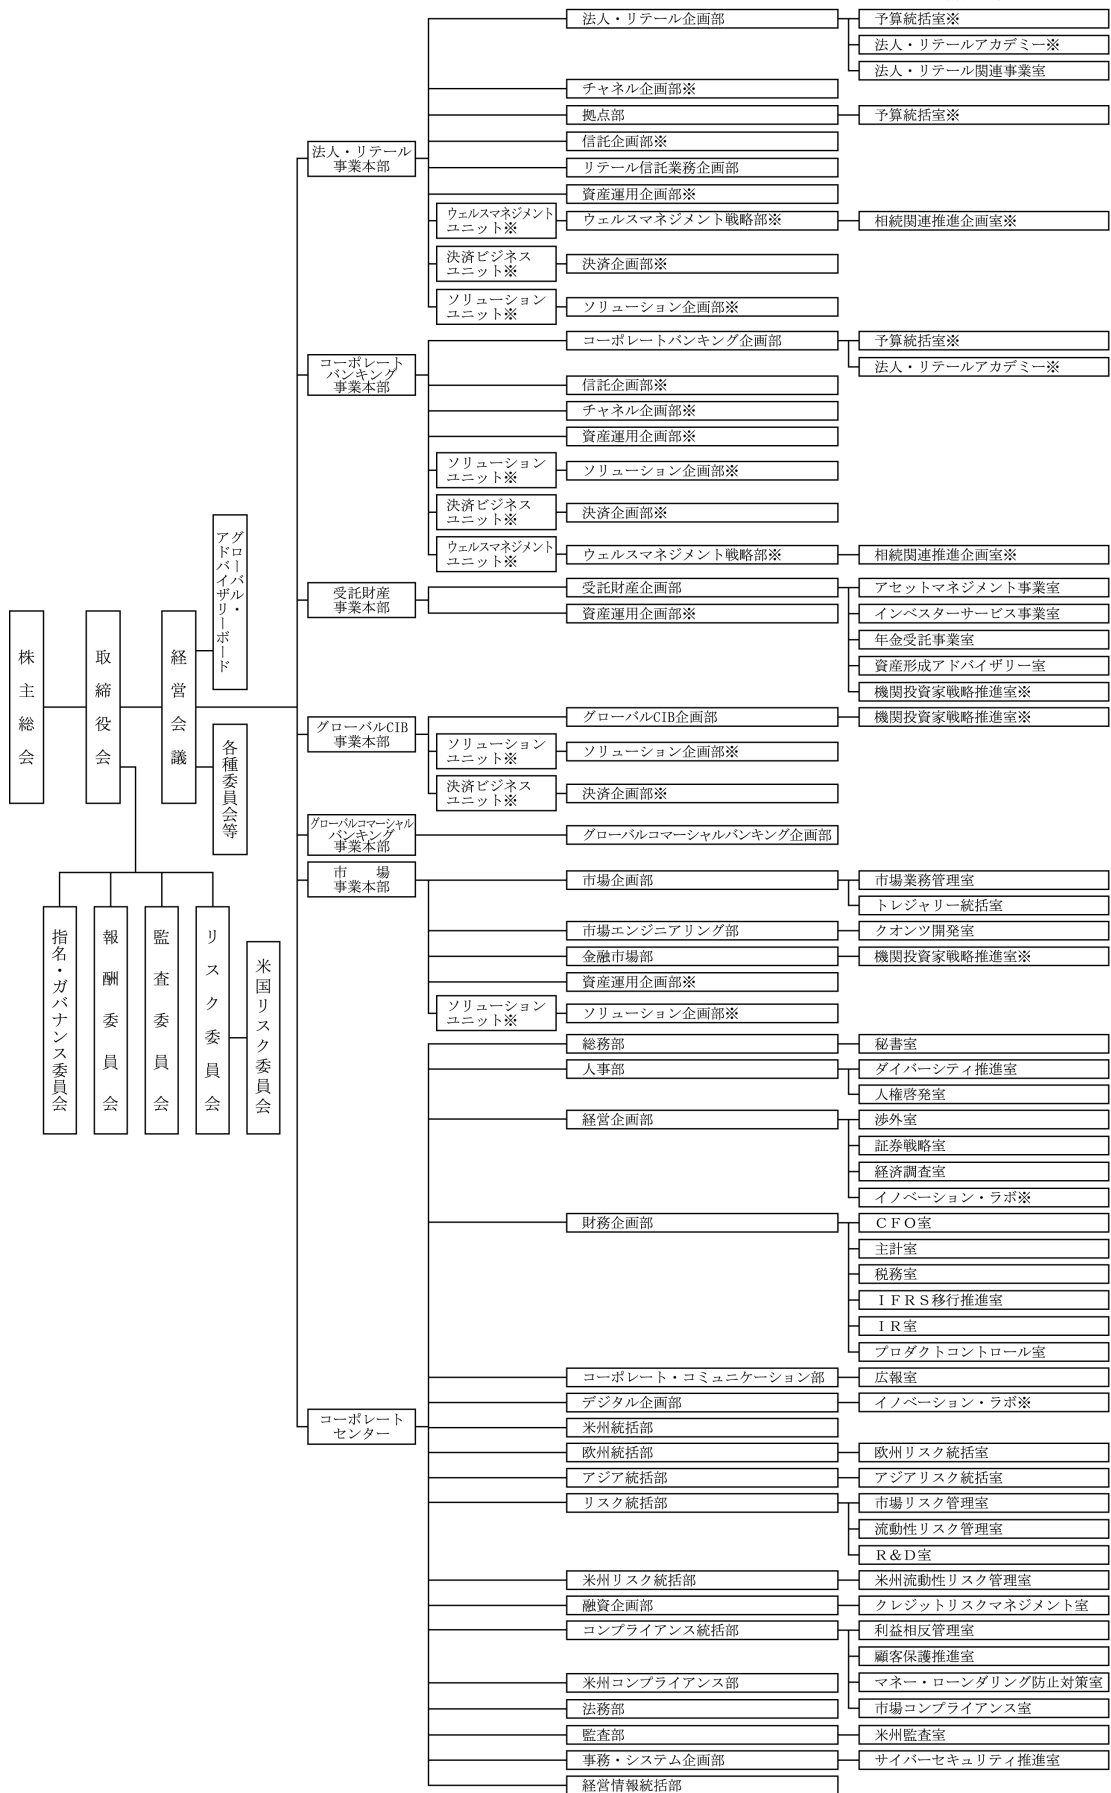 株主総会
取締役会
経営会議
グローバル・
アドバイザリーボード
各種委員会等
指名・ガバナンス委員会
報酬委員会
監査委員会
リスク委員会
米国リスク委員会
法人・リテール
事業本部
法人・リテール企画部
予算統括室※
法人・リテールアカデミー※
法人・リテール関連事業室
チャネル企画部※
拠点部
予算統括室※
信託企画部※
リテール信託業務企画部
資産運用企画部※
ウェルスマネジメント
ユニット※
ウェルスマネジメント戦略部※
相続関連推進企画室※
決済ビジネス
ユニット※
決済企画部※
ソリューション
ユニット※
ソリューション企画部※
コーポレート
バンキング
事業本部
コーポレートバンキング企画部
予算統括室※
法人・リテールアカデミー※
信託企画部※
チャネル企画部※
資産運用企画部※
ソリューション
ユニット※
ソリューション企画部※
決済ビジネス
ユニット※
決済企画部※
ウェルスマネジメント
ユニット※
ウェルスマネジメント戦略部※
相続関連推進企画室※
受託財産
事業本部
受託財産企画部
アセットマネジメント事業室
資産運用企画部※
インベスターサービス事業室
年金受託事業室
資産形成アドバイザリー室
機関投資家戦略推進室※
グローバルCIB
事業本部
グローバルCIB企画部
機関投資家戦略推進室※
ソリューション
ユニット※
ソリューション企画部※
決済ビジネス
ユニット※
決済企画部※
グローバルコマーシャル
バンキング
事業本部
グローバルコマーシャルバンキング企画部
市　場
事業本部
市場企画部
市場業務管理室
トレジャリー統括室
市場エンジニアリング部
クオンツ開発室
金融市場部
機関投資家戦略推進室※
資産運用企画部※
ソリューション
ユニット※
ソリューション企画部※
コーポレート
センター
総務部
秘書室
人事部
ダイバーシティ推進室
人権啓発室
経営企画部
渉外室
証券戦略室
経済調査室
イノベーション・ラボ※
財務企画部
ＣＦＯ室
主計室
税務室
ＩＦＲＳ移行推進室
ＩＲ室
プロダクトコントロール室
コーポレート・コミュニケーション部
広報室
デジタル企画部
イノベーション・ラボ※
米州統括部
欧州統括部
欧州リスク統括室
アジア統括部
アジアリスク統括室
リスク統括部
市場リスク管理室
流動性リスク管理室
Ｒ＆Ｄ室
米州リスク統括部
米州流動性リスク管理室
融資企画部
クレジットリスクマネジメント室
コンプライアンス統括部
利益相反管理室
顧客保護推進室
米州コンプライアンス部
マネー・ローンダリング防止対策室
法務部
市場コンプライアンス室
監査部
米州監査室
事務・システム企画部
サイバーセキュリティ推進室
経営情報統括部